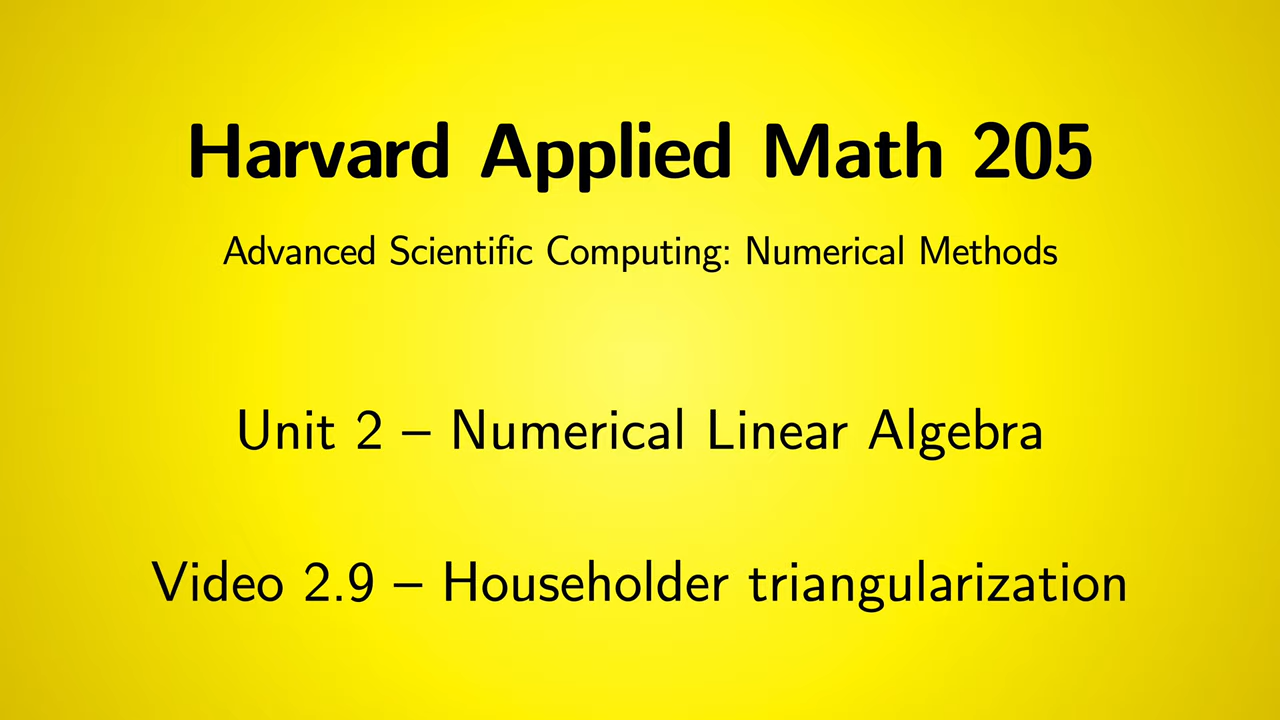 Harvard Applied Math 205
Advanced Scientific Computing: Numerical Methods
Unit 2 – Numerical Linear Algebra
Video 2.9 – Householder triangularization